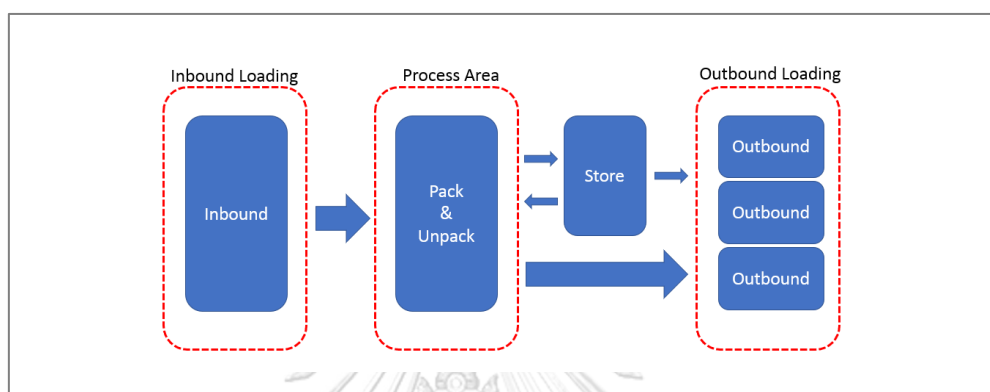 Inbound Loading
Process Area
Outbound Loading
Inbound
Pack
&
Unpack
Store
Outbound
Outbound
Outbound